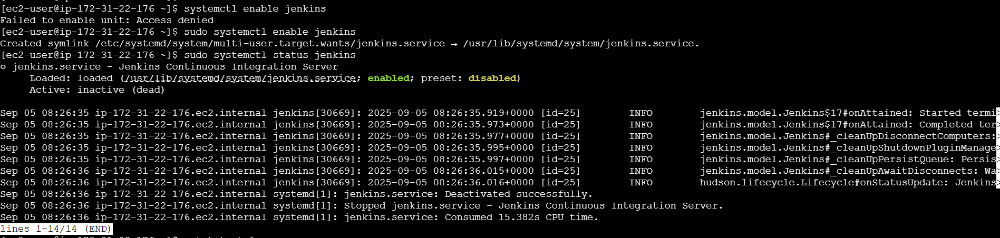 [ec2-user@ip-172-31-22-176 ~]$ systemctl enable jenkins
Failed to enable unit: Access denied
[ec2-user@ip-172-31-22-176 ~]$ sudo systemctl enable jenkins
Created symlink /etc/systemd/system/multi-user.target.wants/jenkins.service → /usr/lib/systemd/system/jenkins.service.
[ec2-user@ip-172-31-22-176 ~]$ sudo systemctl status jenkins
○ jenkins.service - Jenkins Continuous Integration Server
     Loaded: loaded (/usr/lib/systemd/system/jenkins.service; enabled; preset: disabled)
     Active: inactive (dead)
Sep 05 08:26:35 ip-172-31-22-176.ec2.internal jenkins[30669]: 2025-09-05 08:26:35.919+0000 [id=25]        INFO        jenkins.model.Jenkins$17#onAttained: Started termi>
Sep 05 08:26:35 ip-172-31-22-176.ec2.internal jenkins[30669]: 2025-09-05 08:26:35.973+0000 [id=25]        INFO        jenkins.model.Jenkins$17#onAttained: Completed ter>
Sep 05 08:26:35 ip-172-31-22-176.ec2.internal jenkins[30669]: 2025-09-05 08:26:35.977+0000 [id=25]        INFO        jenkins.model.Jenkins#_cleanUpDisconnectComputers:>
Sep 05 08:26:35 ip-172-31-22-176.ec2.internal jenkins[30669]: 2025-09-05 08:26:35.995+0000 [id=25]        INFO        jenkins.model.Jenkins#_cleanUpShutdownPluginManage>
Sep 05 08:26:35 ip-172-31-22-176.ec2.internal jenkins[30669]: 2025-09-05 08:26:35.997+0000 [id=25]        INFO        jenkins.model.Jenkins#_cleanUpPersistQueue: Persis>
Sep 05 08:26:36 ip-172-31-22-176.ec2.internal jenkins[30669]: 2025-09-05 08:26:36.015+0000 [id=25]        INFO        jenkins.model.Jenkins#_cleanUpAwaitDisconnects: Wa>
Sep 05 08:26:36 ip-172-31-22-176.ec2.internal jenkins[30669]: 2025-09-05 08:26:36.016+0000 [id=25]        INFO        hudson.lifecycle.Lifecycle#onStatusUpdate: Jenkins>
Sep 05 08:26:36 ip-172-31-22-176.ec2.internal systemd[1]: jenkins.service: Deactivated successfully.
Sep 05 08:26:36 ip-172-31-22-176.ec2.internal systemd[1]: Stopped jenkins.service - Jenkins Continuous Integration Server.
Sep 05 08:26:36 ip-172-31-22-176.ec2.internal systemd[1]: jenkins.service: Consumed 15.382s CPU time.
lines 1-14/14 (END)